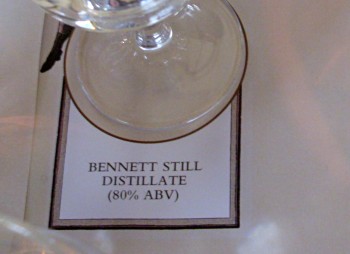 BENNETT STILL
DISTILLATE
(80% ABV)